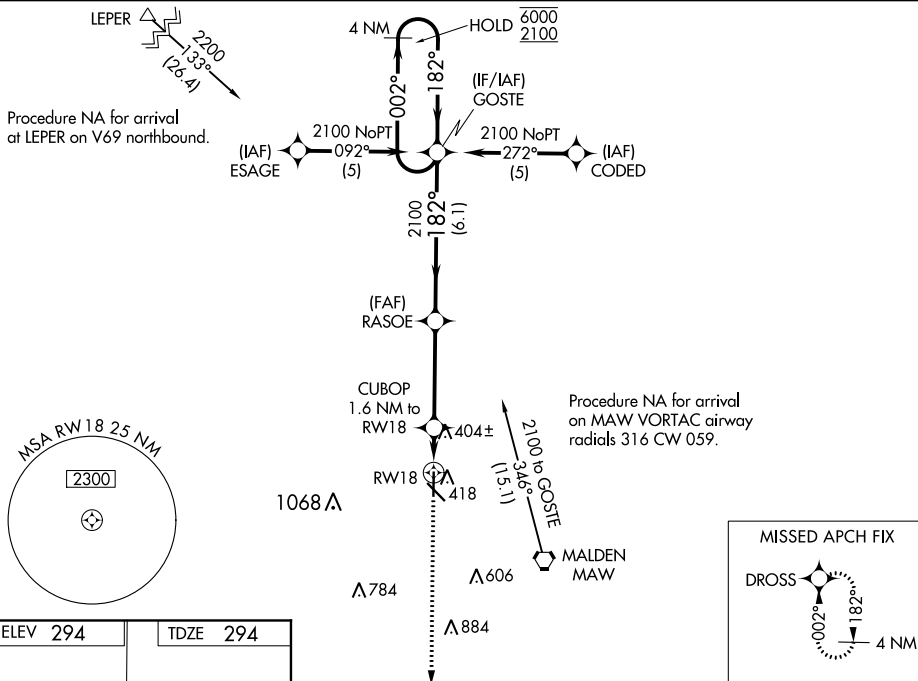 LEPER
2200
133°
(26.4)
Procedure NA for arrival
at LEPER on V69 northbound.
4 NM
HOLD
6000
2100
002°
182°
(IF/IAF)
GOSTE
(IAF)
ESAGE
2100 NoPT
092°
(5)
2100 NoPT
272°
(5)
(IAF)
CODED
2100
182°
(6.1)
(FAF)
RASOE
CUBOP
1.6 NM to
RW18
404±
RW18
418
Procedure NA for arrival
on MAW VORTAC airway
radials 316 CW 059.
2100 to GOSTE
346°
(15.1)
MSA RW18 25 NM
2300
1068
MALDEN
MAW
784
606
884
MISSED APCH FIX
DROSS
002°
182°
4 NM
ELEV 294
TDZE 294